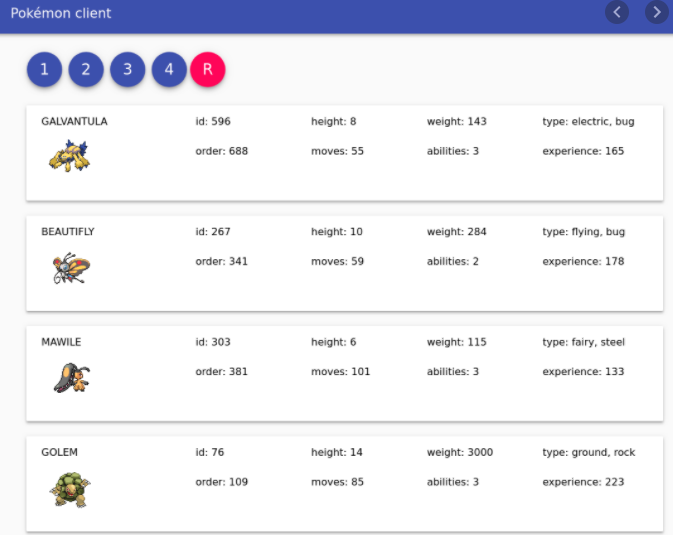 Pokémon client
1 2 3 4 R
GALVANTULA id: 596 height: 8 weight: 143 type: electric, bug
order: 688 moves: 55 abilities: 3 experience: 165
BEAUTIFLY id: 267 height: 10 weight: 284 type: flying, bug
order: 341 moves: 59 abilities: 2 experience: 178
MAWILE id: 303 height: 6 weight: 115 type: fairy, steel
order: 381 moves: 101 abilities: 3 experience: 133
GOLEM id: 76 height: 14 weight: 3000 type: ground, rock
order: 109 moves: 85 abilities: 3 experience: 223